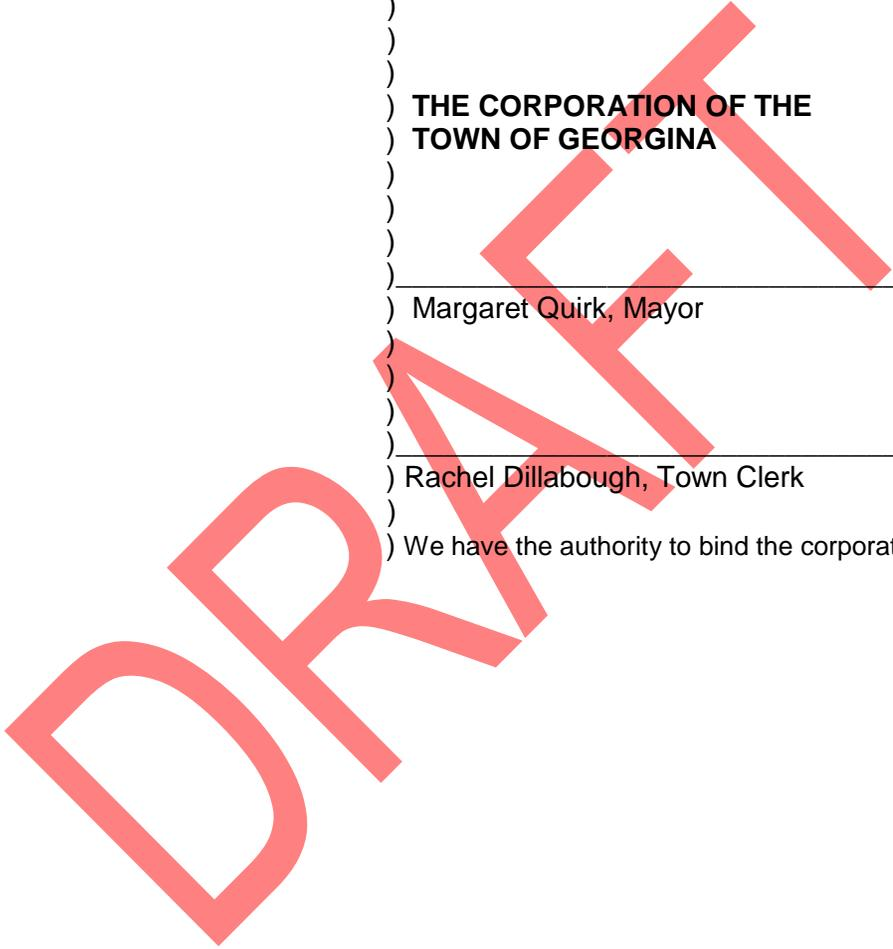 )
)
)
) THE CORPORATION OF THE
) TOWN OF GEORGINA
)
)
)
)
) Margaret Quirk, Mayor
)
)
)
)
) Rachel Dillabough, Town Clerk
)
) We have the authority to bind the
DRAFT